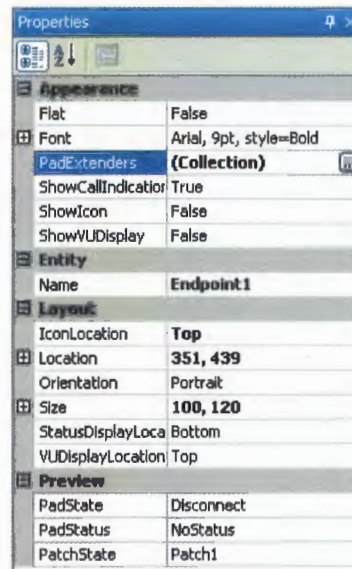 Properties
Appearance
Flat False
Font Arial, 9pt, style=Bold
PadExtenders (Collection)
ShowCallIndication True
ShowIcon False
ShowVUDisplay False
Entity
Name Endpoint1
Layout
IconLocation Top
Location 351, 439
Orientation Portrait
Size 100, 120
StatusDisplayLoca Bottom
VUDisplayLocation Top
Preview
PadState Disconnect
PadStatus NoStatus
PatchState Patch1